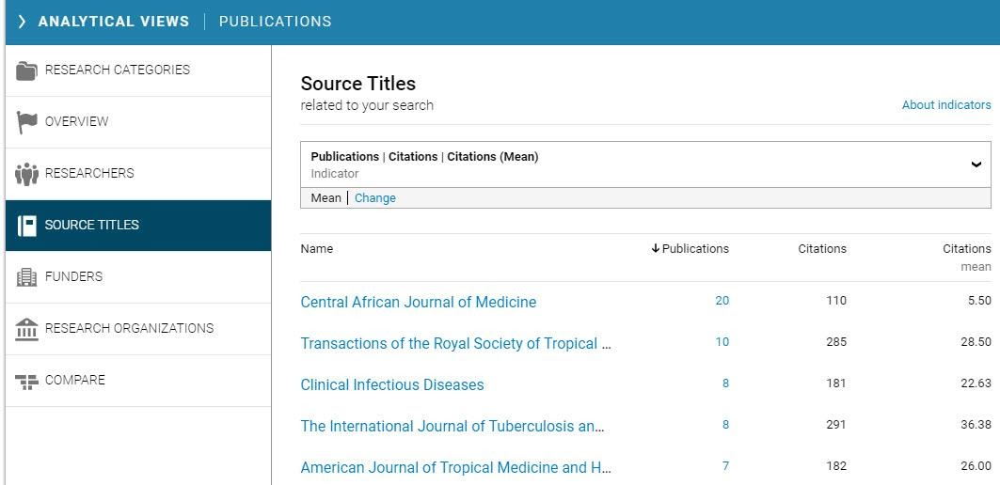 ANALYTICAL VIEWS | PUBLICATIONS
RESEARCH CATEGORIES
OVERVIEW
RESEARCHERS
SOURCE TITLES
FUNDERS
RESEARCH ORGANIZATIONS
COMPARE
Source Titles
related to your search
About indicators
Publications | Citations | Citations (Mean)
Indicator
Mean | Change
Name Publications Citations Citations
mean
Central African Journal of Medicine 20 110 5.50
Transactions of the Royal Society of Tropical ... 10 285 28.50
Clinical Infectious Diseases 8 181 22.63
The International Journal of Tuberculosis an... 8 291 36.38
American Journal of Tropical Medicine and H... 7 182 26.00